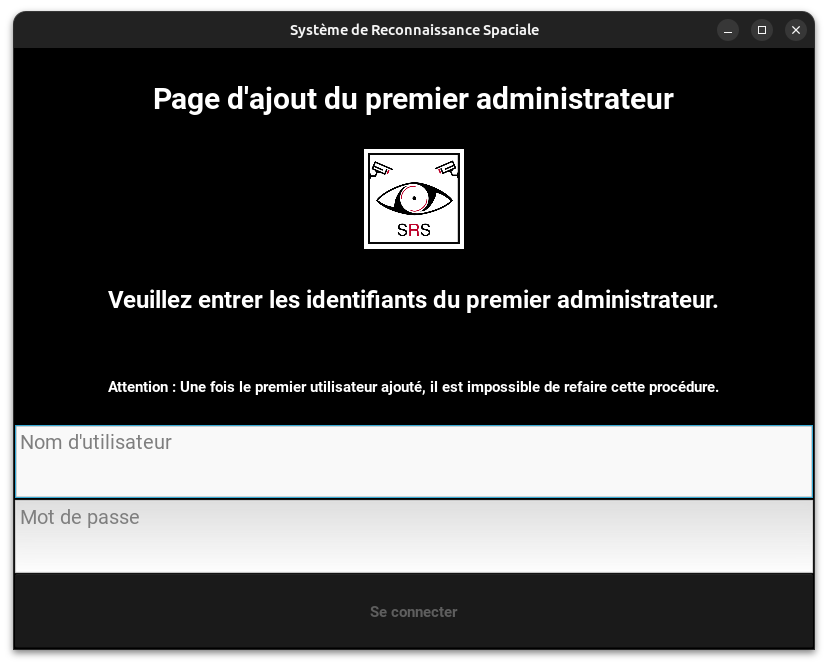 Système de Reconnaissance Spaciale
Page d'ajout du premier administrateur
SRS
Veuillez entrer les identifiants du premier administrateur.
Attention : Une fois le premier utilisateur ajouté, il est impossible de refaire cette procédure.
Nom d'utilisateur
Mot de passe
Se connecter